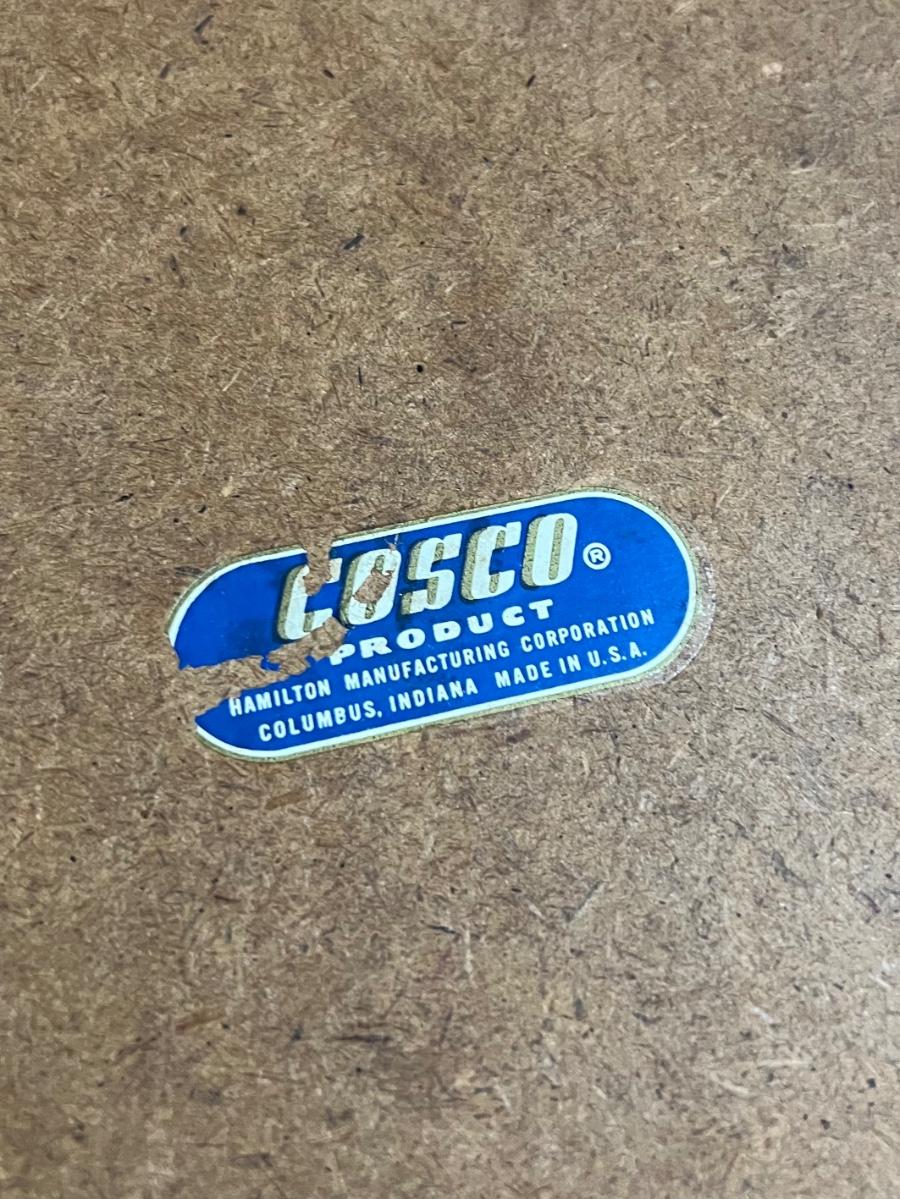 COSCO ®
PRODUCT
HAMILTON MANUFACTURING CORPORATION
COLUMBUS, INDIANA MADE IN U.S.A.